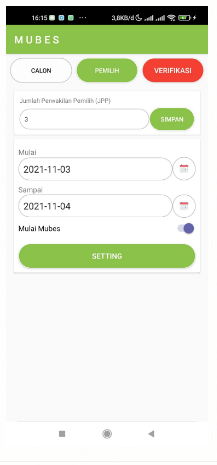 16:15 ... 3,8KB/d
MUBES
CALON PEMILIH VERIFIKASI
Jumlah Perwakilan Pemilih (JPP)
3 SIMPAN
Mulai
2021-11-03
Sampai
2021-11-04
Mulai Mubes
SETTING